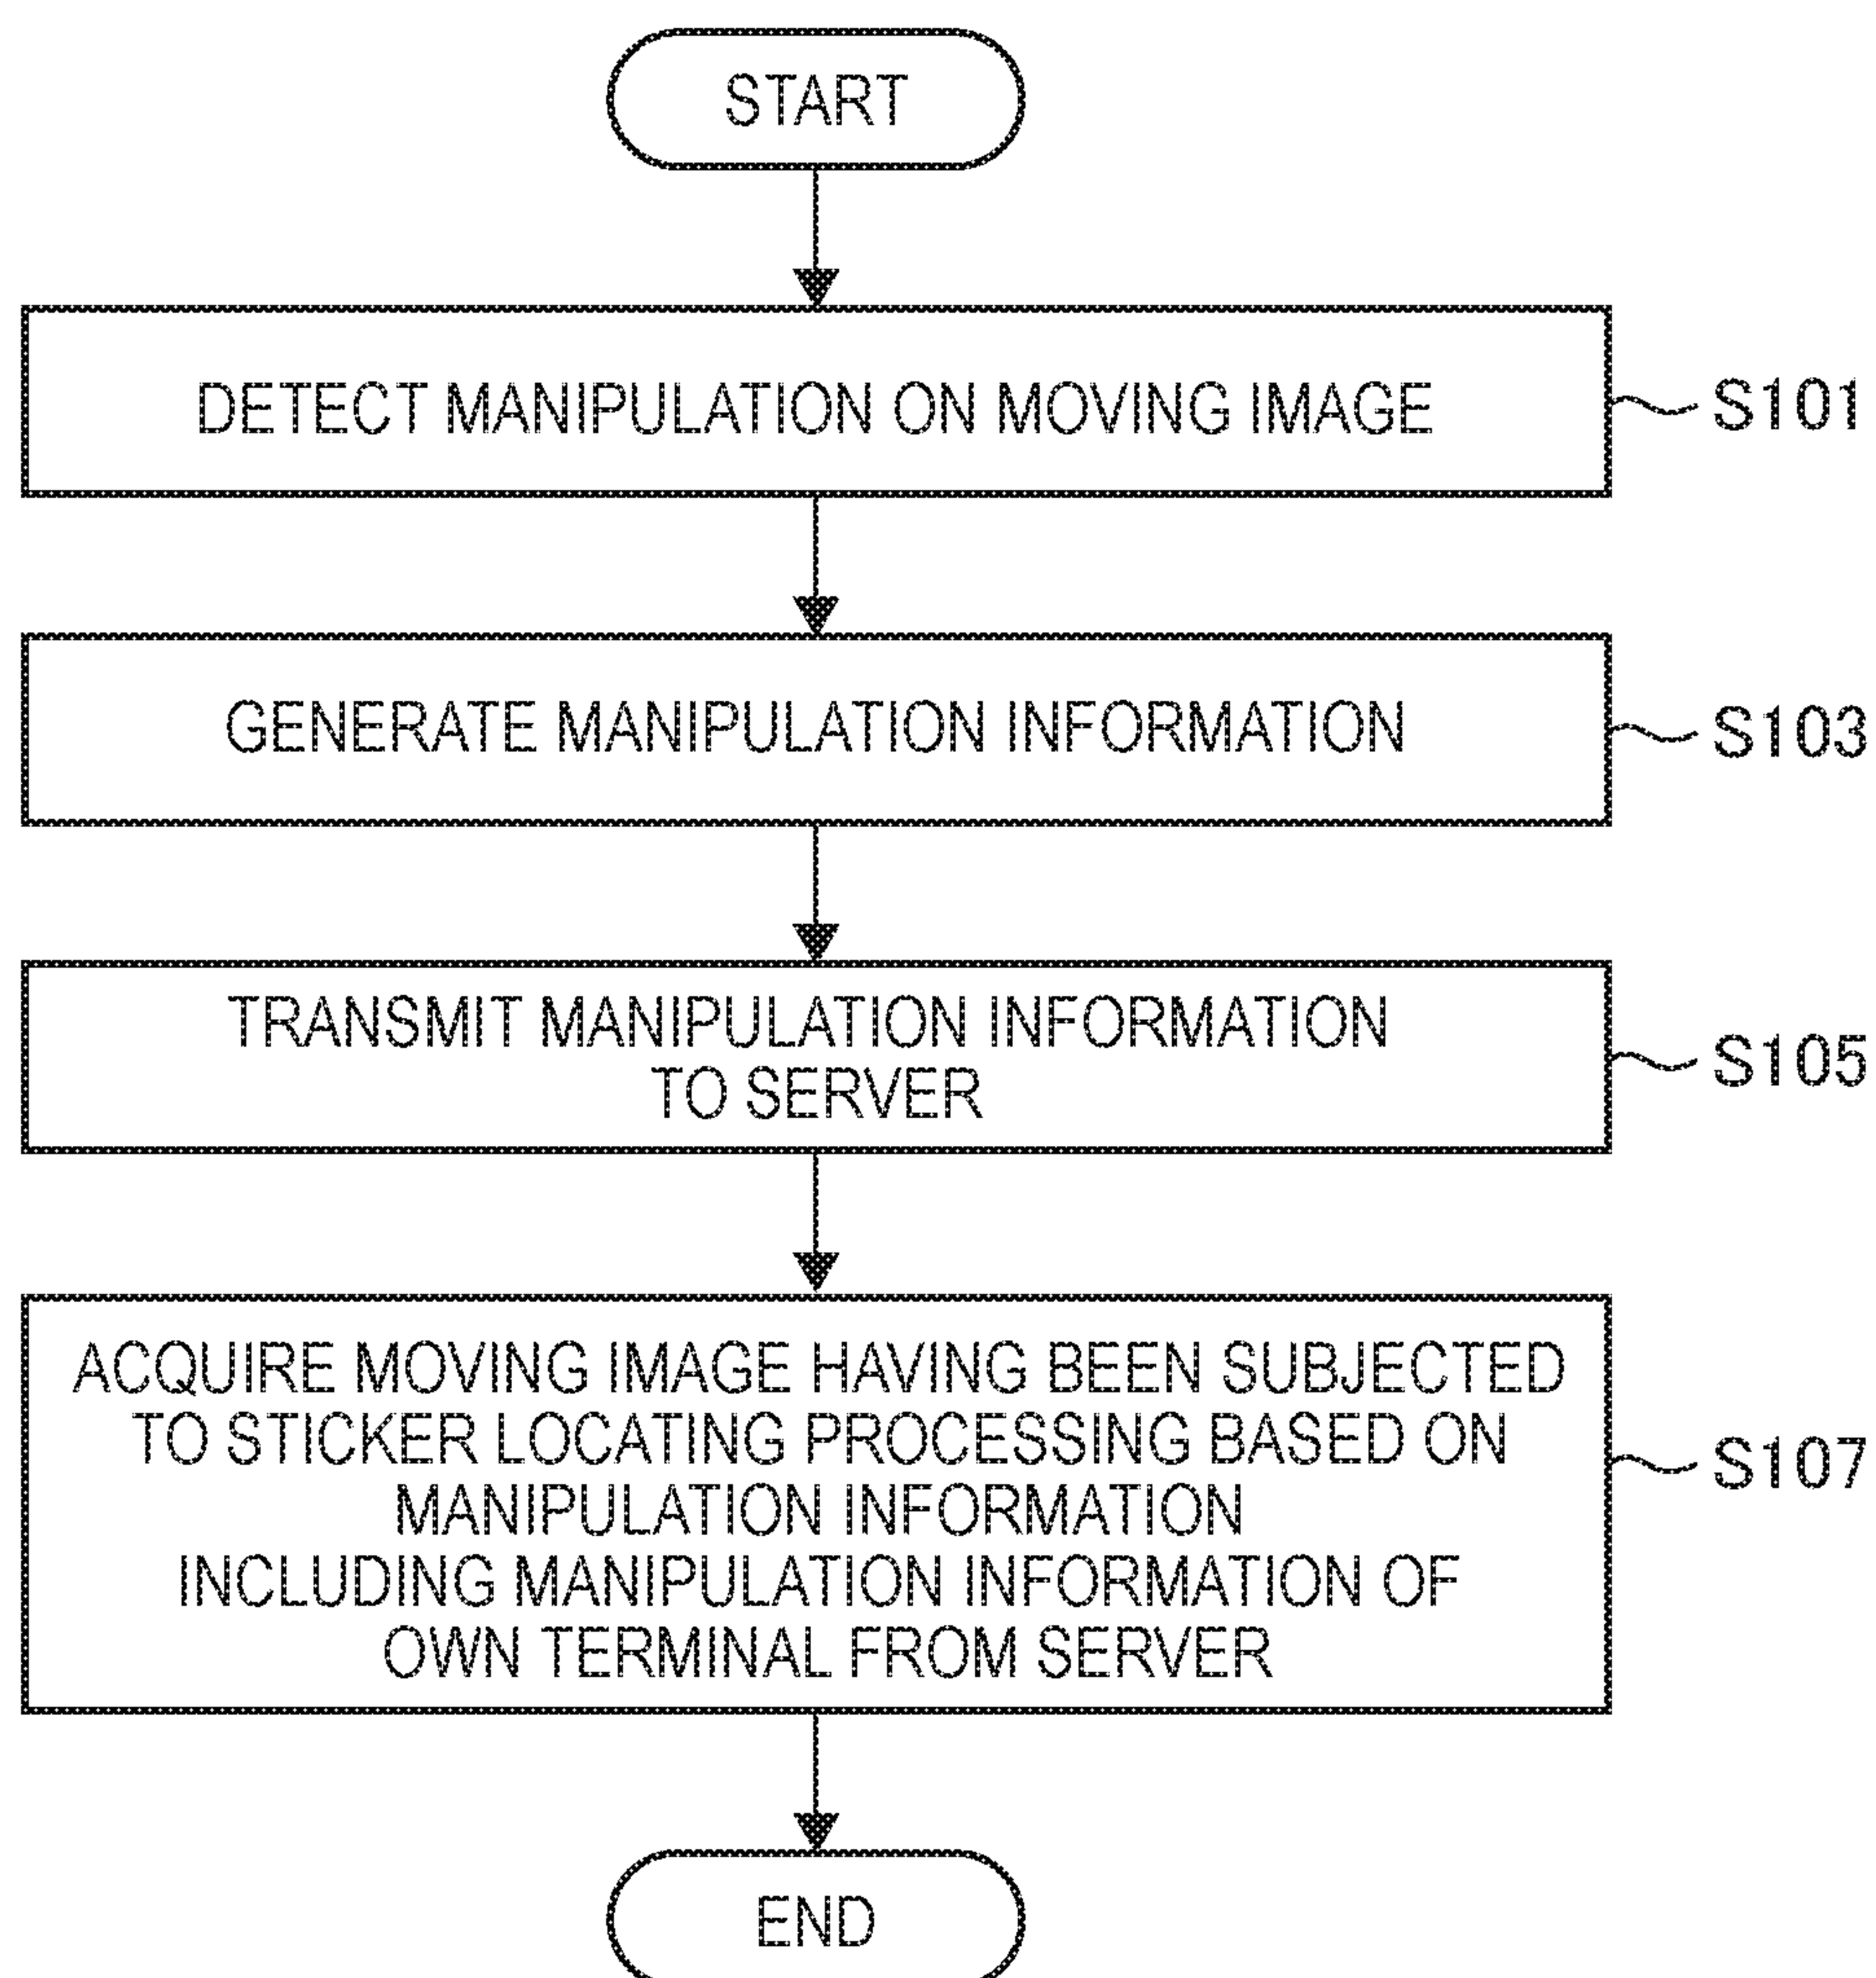 START
DETECT MANIPULATION ON MOVING IMAGE
S101
GENERATE MANIPULATION INFORMATION
S103
TRANSMIT MANIPULATION INFORMATION
TO SERVER
S105
ACQUIRE MOVING IMAGE HAVING BEEN SUBJECTED
TO STICKER LOCATING PROCESSING BASED ON
MANIPULATION INFORMATION
INCLUDING MANIPULATION INFORMATION OF
OWN TERMINAL FROM SERVER
S107
END